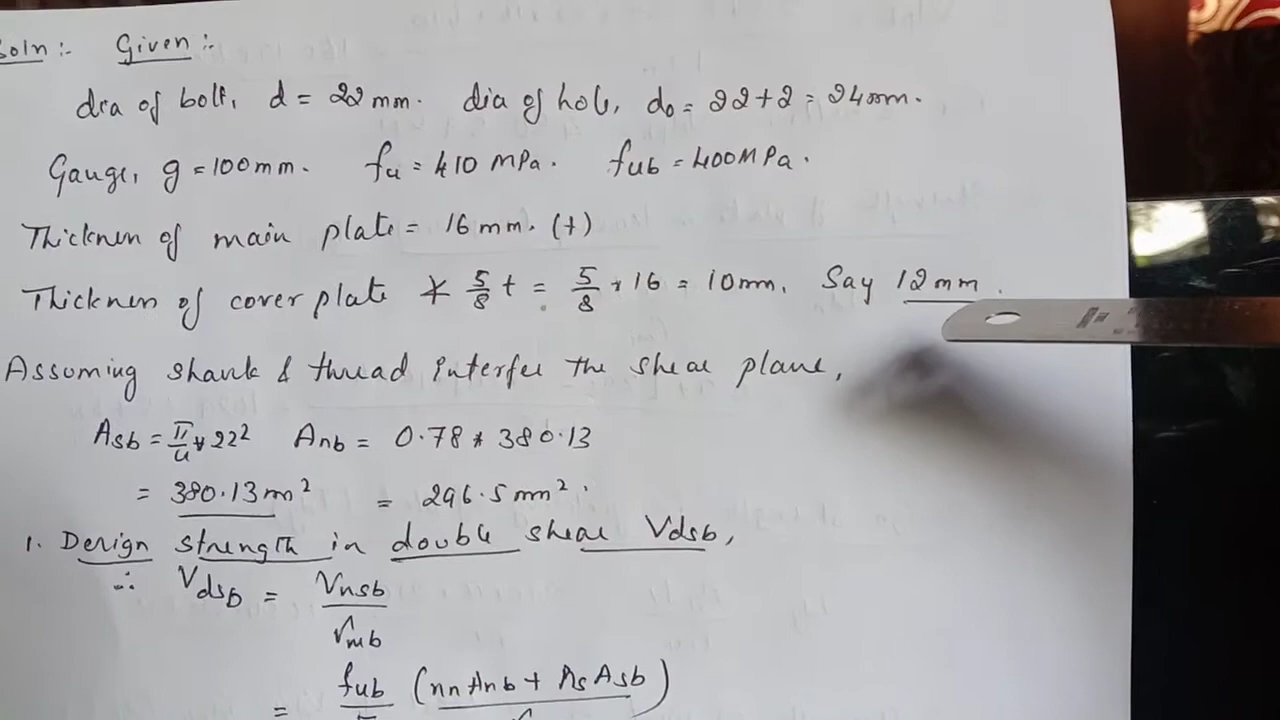 Soln:- Given:-
dia of bolt, d = 22 mm. dia of hole, d₀ = 22+2 = 24mm.
Gauge, g = 100mm. fu = 410 MPa. fub = 400MPa.
Thickness of main plate = 16 mm. (t)
Thickness of cover plate ≮ 5/8 t = 5/8 * 16 = 10mm. Say 12 mm.
Assuming shank & thread interfere the shear plane,
Asb = π/4 * 22² Anb = 0.78 * 380.13
= 380.13 mm² = 296.5 mm².
1. Design strength in double shear Vdsb,
∴ Vdsb = Vnsb / γmb
= fub (nn Anb + ns Asb)